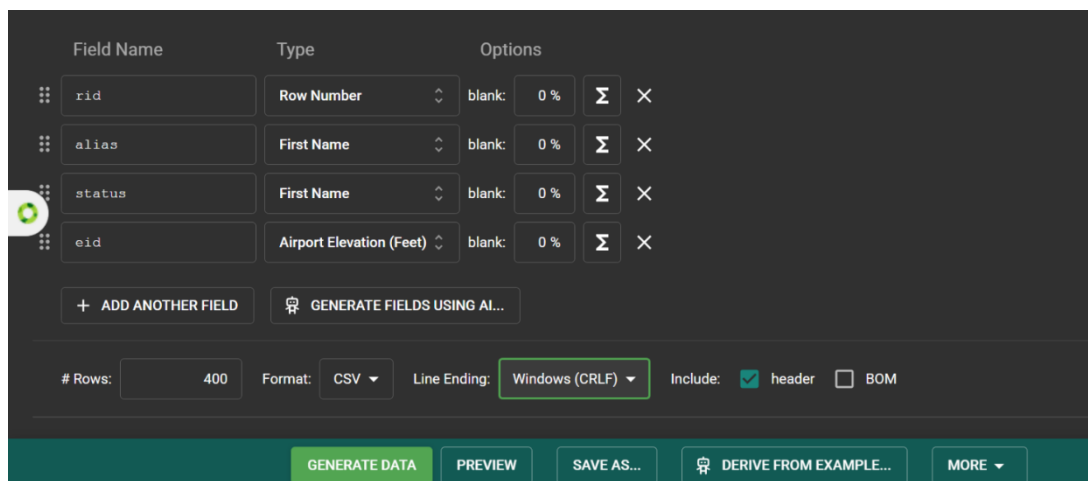 Field Name Type Options
rid Row Number blank: 0 % Σ ×
alias First Name blank: 0 % Σ ×
status First Name blank: 0 % Σ ×
eid Airport Elevation (Feet) blank: 0 % Σ ×
+ ADD ANOTHER FIELD GENERATE FIELDS USING AI...
# Rows: 400 Format: CSV Line Ending: Windows (CRLF) Include: header BOM
GENERATE DATA PREVIEW SAVE AS... DERIVE FROM EXAMPLE... MORE